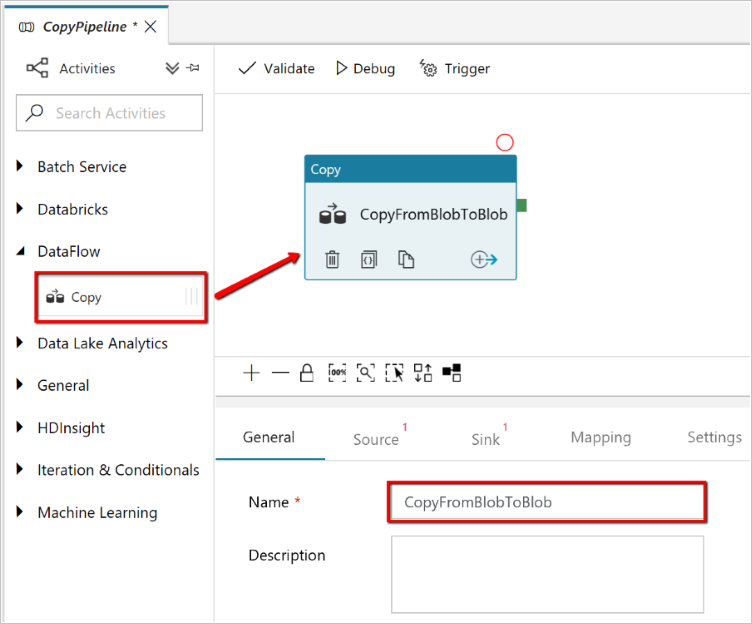 CopyPipeline * X
Activities
Validate
Debug
Trigger
Search Activities
Batch Service
Databricks
DataFlow
Copy
Data Lake Analytics
General
HDInsight
Iteration & Conditionals
Machine Learning
Copy
CopyFromBlobToBlob
{}
100%
General
Source 1
Sink 1
Mapping
Settings
Name *
CopyFromBlobToBlob
Description